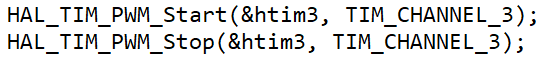 HAL_TIM_PWM_Start(&htim3, TIM_CHANNEL_3);
HAL_TIM_PWM_Stop(&htim3, TIM_CHANNEL_3);